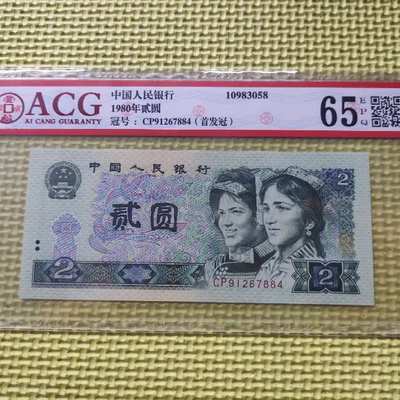 ACG
AI CANG GUARANTY
中国人民银行
1980年贰圆
冠号: CP91267884 (首发冠)
10983058
65
EPQ
中国人民银行
2
贰圆
2
2
CP91267884